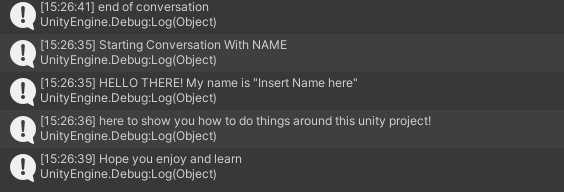 [15:26:41] end of conversation
UnityEngine.Debug:Log(Object)
[15:26:35] Starting Conversation With NAME
UnityEngine.Debug:Log(Object)
[15:26:35] HELLO THERE! My name is "Insert Name here"
UnityEngine.Debug:Log(Object)
[15:26:36] here to show you how to do things around this unity project!
UnityEngine.Debug:Log(Object)
[15:26:39] Hope you enjoy and learn
UnityEngine.Debug:Log(Object)